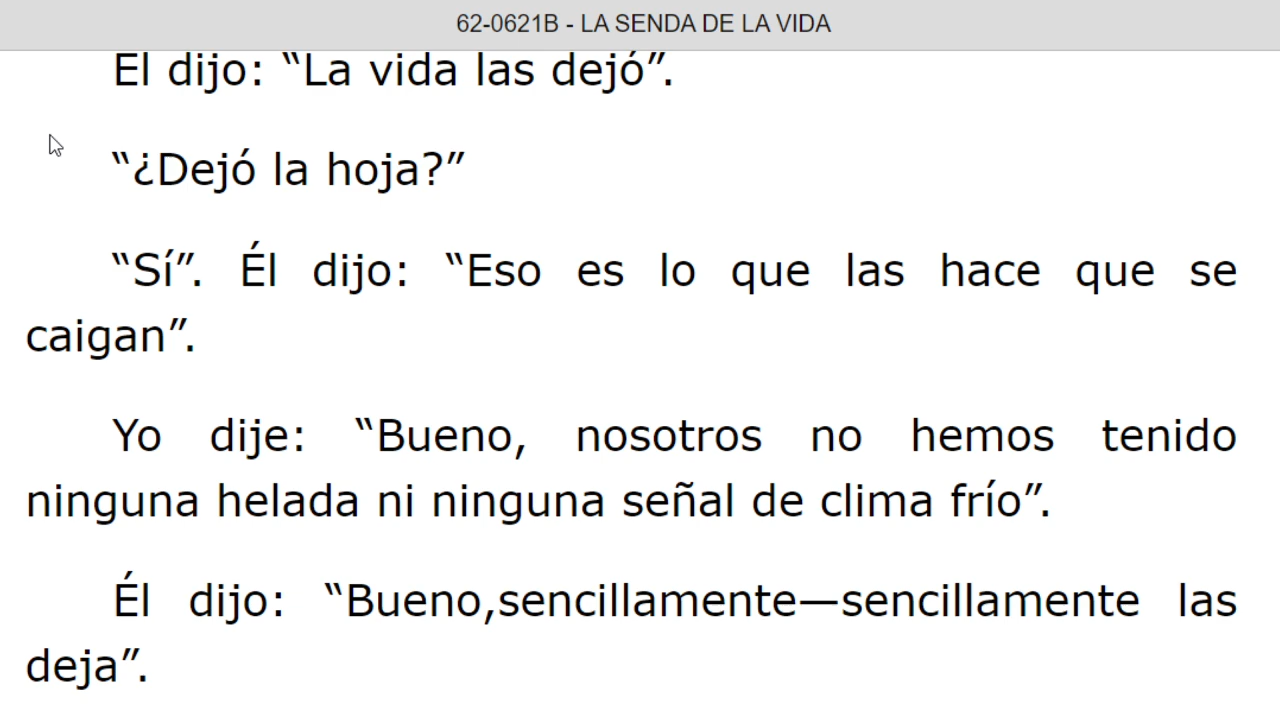 62-0621B - LA SENDA DE LA VIDA
Él dijo: “La vida las dejó”.
“¿Dejó la hoja?”
“Sí”. Él dijo: “Eso es lo que las hace que se
caigan”.
Yo dije: “Bueno, nosotros no hemos tenido
ninguna helada ni ninguna señal de clima frío”.
Él dijo: “Bueno,sencillamente—sencillamente las
deja”.